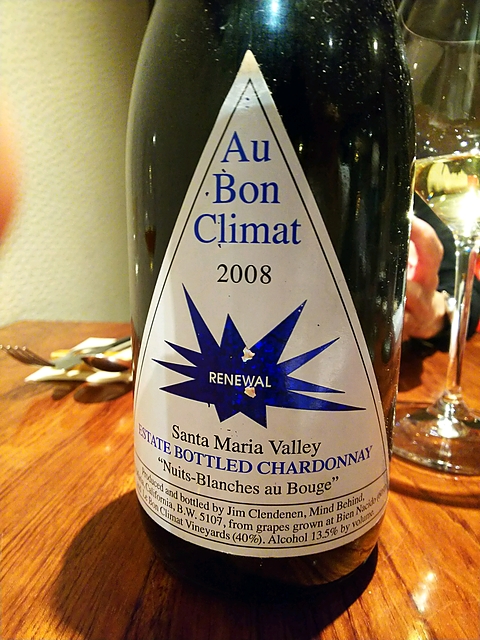 Au
Bon
Climat
2008
RENEWAL
Santa Maria Valley
ESTATE BOTTLED CHARDONNAY
“Nuits-Blanches au Bouge”
Produced and bottled by Jim Clendenen, Mind Behind,
California, B.W. 5107, from grapes grown at Bien Nacido
Le Bon Climat Vineyards (40%). Alcohol 13.5% by volume.